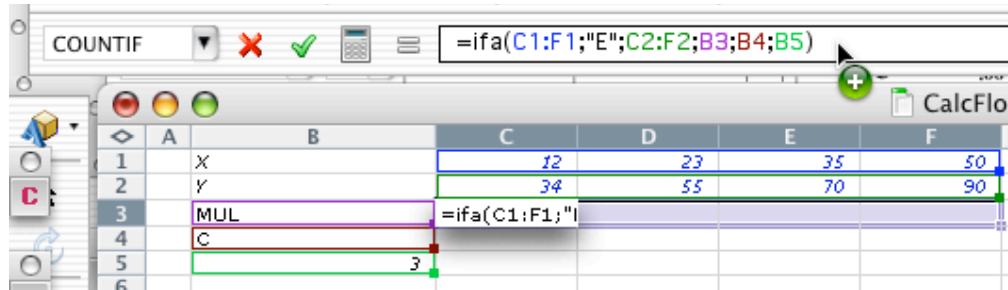 COUNTIF =ifa(C1:F1;"E";C2:F2;B3;B4;B5)
CalcFlo
A B C D E F
1 X 12 23 35 50
2 Y 34 55 70 90
3 MUL =ifa(C1:F1;"I
4 C
5 3
6
C